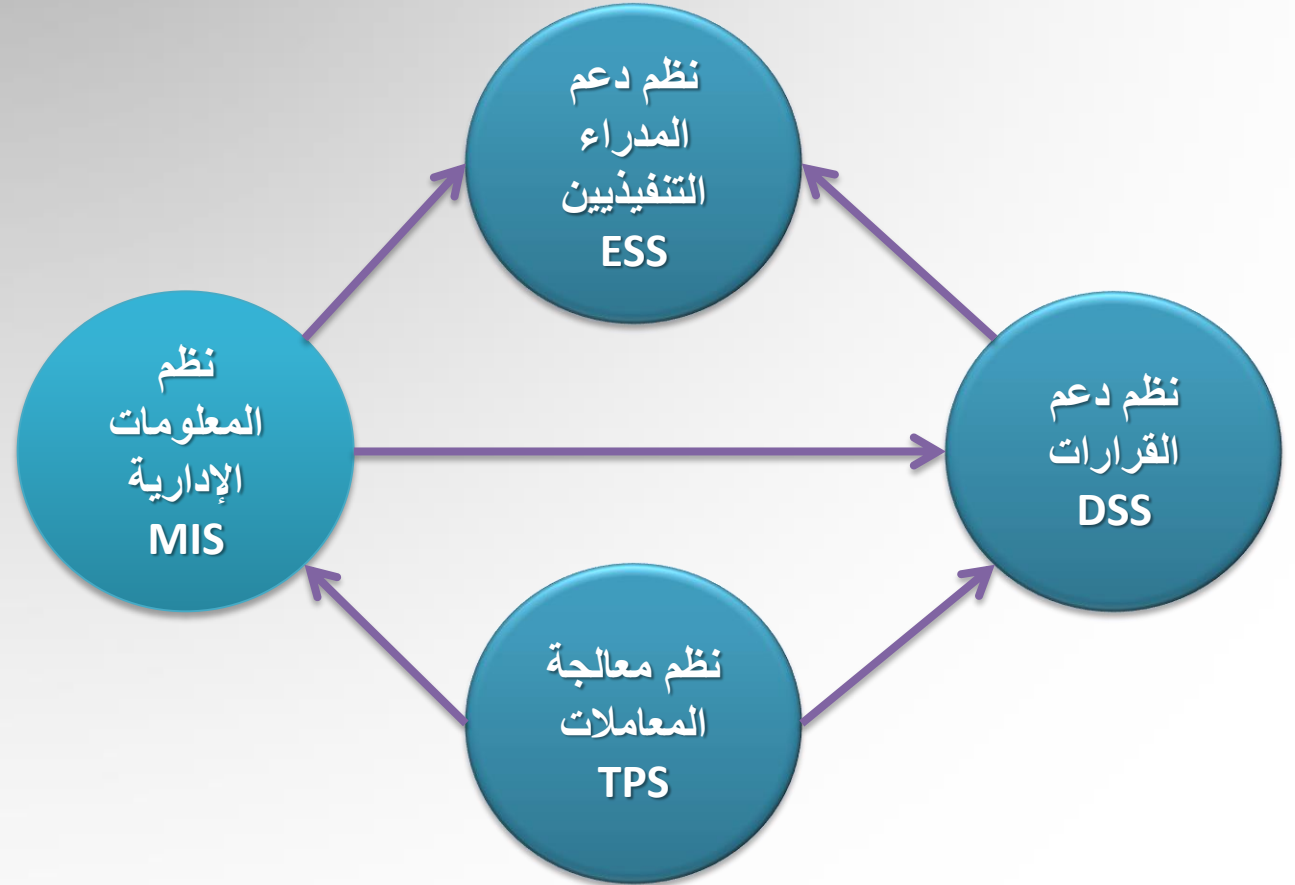 نظم دعم
المدراء
التنفيذيين
ESS
نظم دعم
القرارات
DSS
نظم
المعلومات
الإدارية
MIS
نظم معالجة
المعاملات
TPS